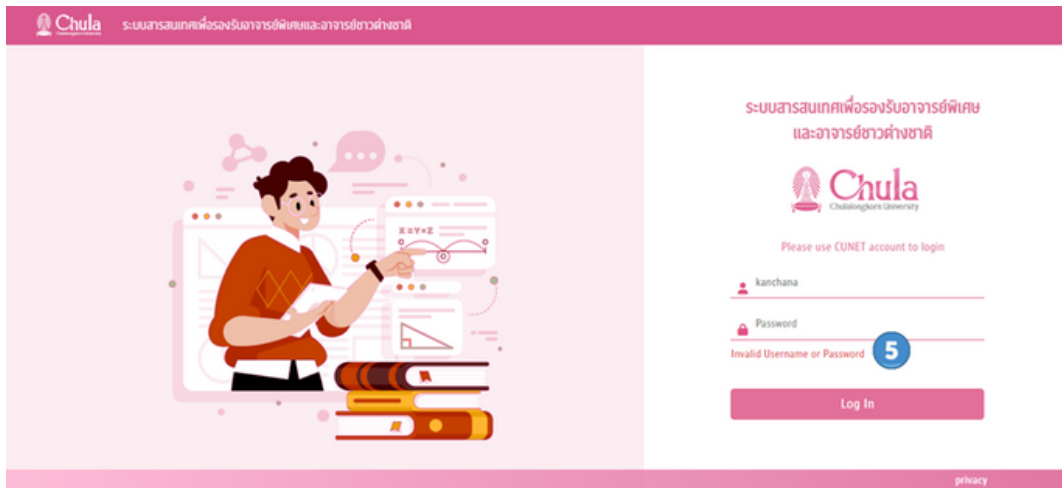 Chula
Chulalongkorn University
ระบบสารสนเทศเพื่อรองรับอาจารย์พิเศษและอาจารย์ชาวต่างชาติ
X=Y+Z
ระบบสารสนเทศเพื่อรองรับอาจารย์พิเศษ
และอาจารย์ชาวต่างชาติ
Chula
Chulalongkorn University
Please use CUNET account to login
kanchana
Password
Invalid Username or Password 5
Log In
privacy